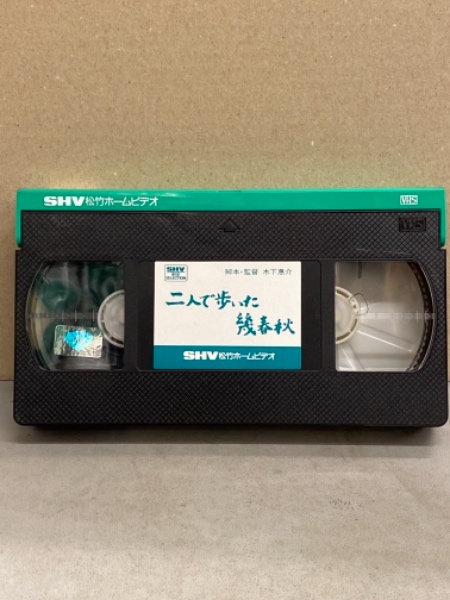 SHV 松竹ホームビデオ
VHS
VHS
SHV
脚本・監督 木下惠介
二人で歩いた
幾春秋
SHV 松竹ホームビデオ